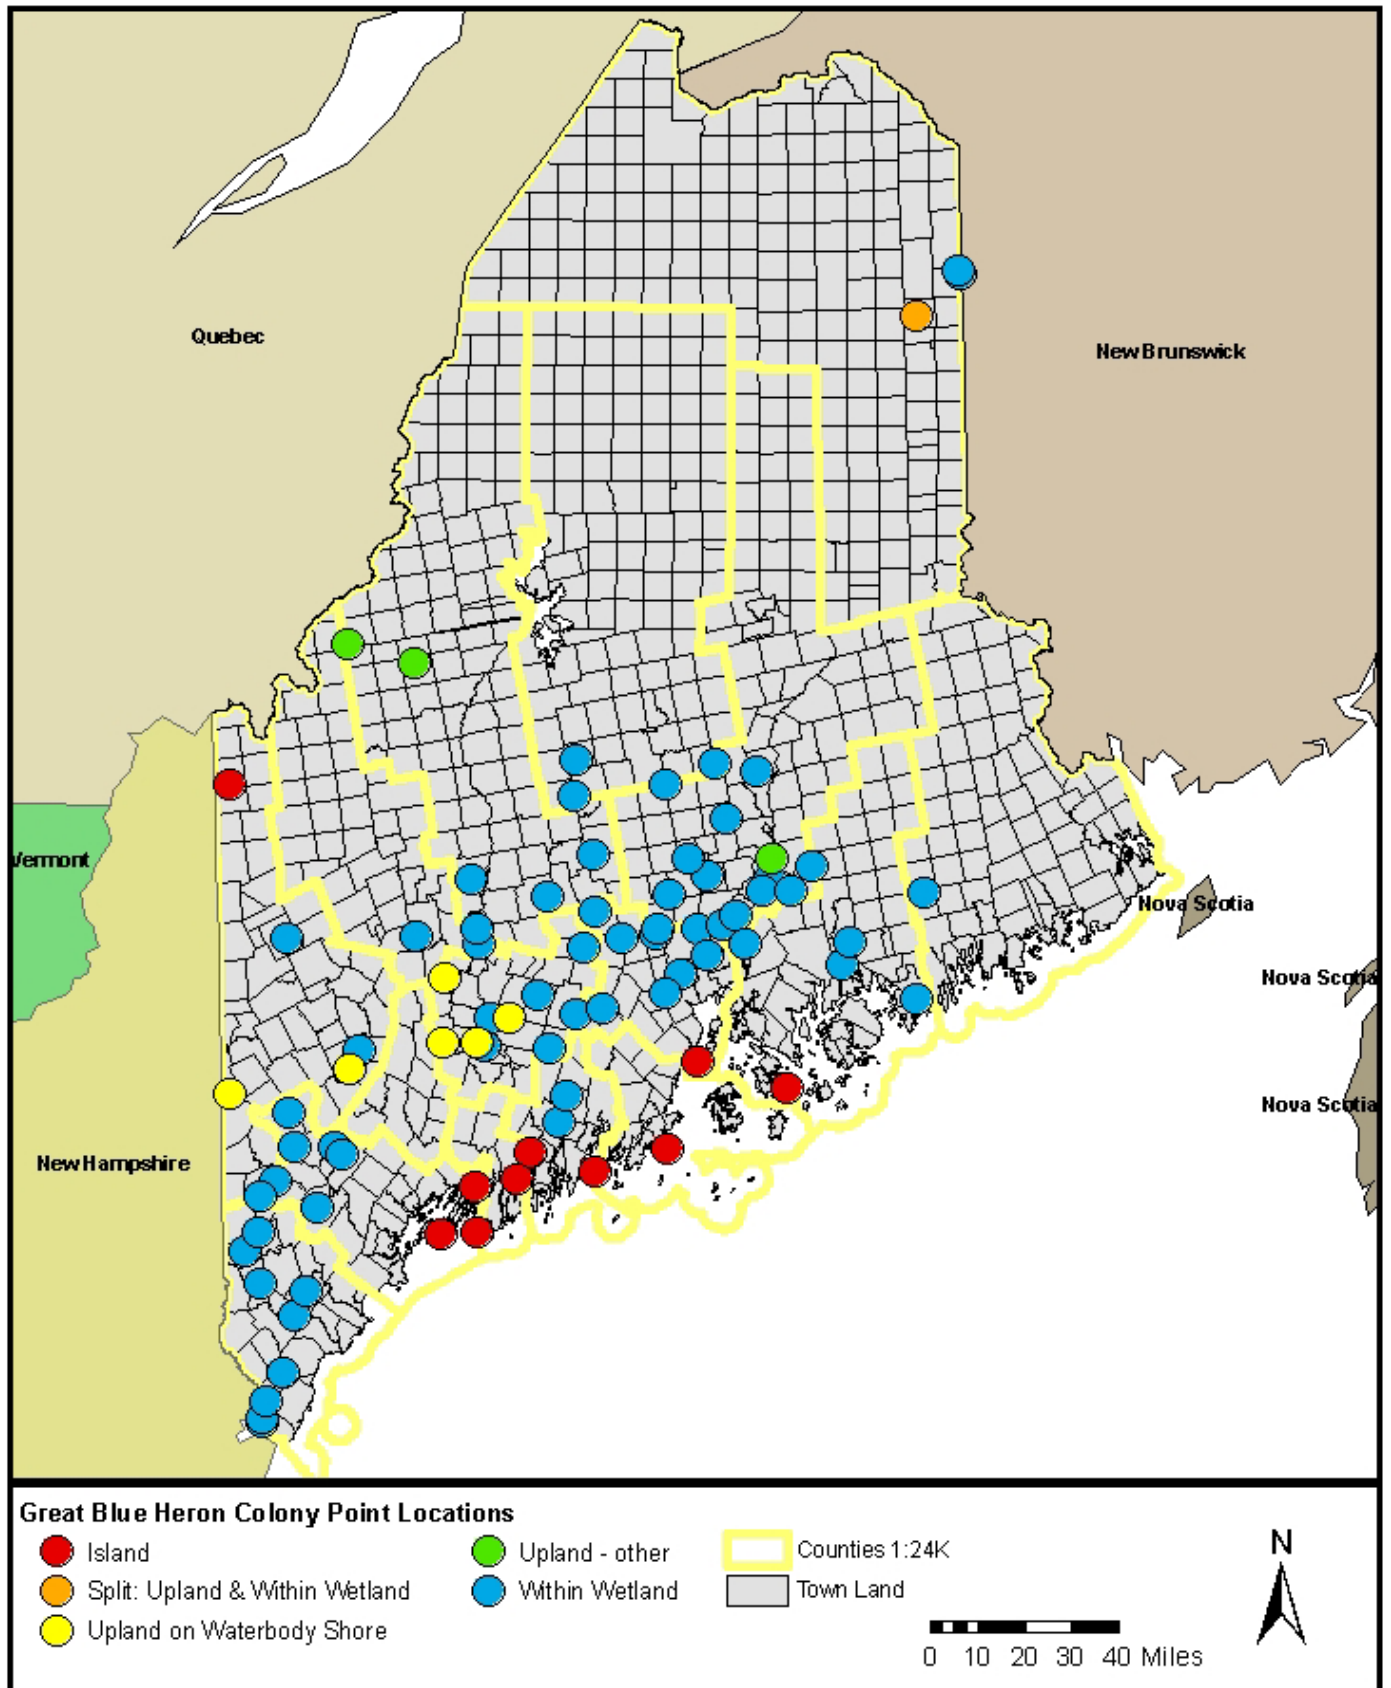 Quebec
New Brunswick
Vermont
Nova Scotia
Nova Scotia
Nova Scotia
New Hampshire
Great Blue Heron Colony Point Locations
Island
Split: Upland & Within Wetland
Upland on Waterbody Shore
Upland - other
Within Wetland
Counties 1:24K
Town Land
N
0 10 20 30 40 Miles